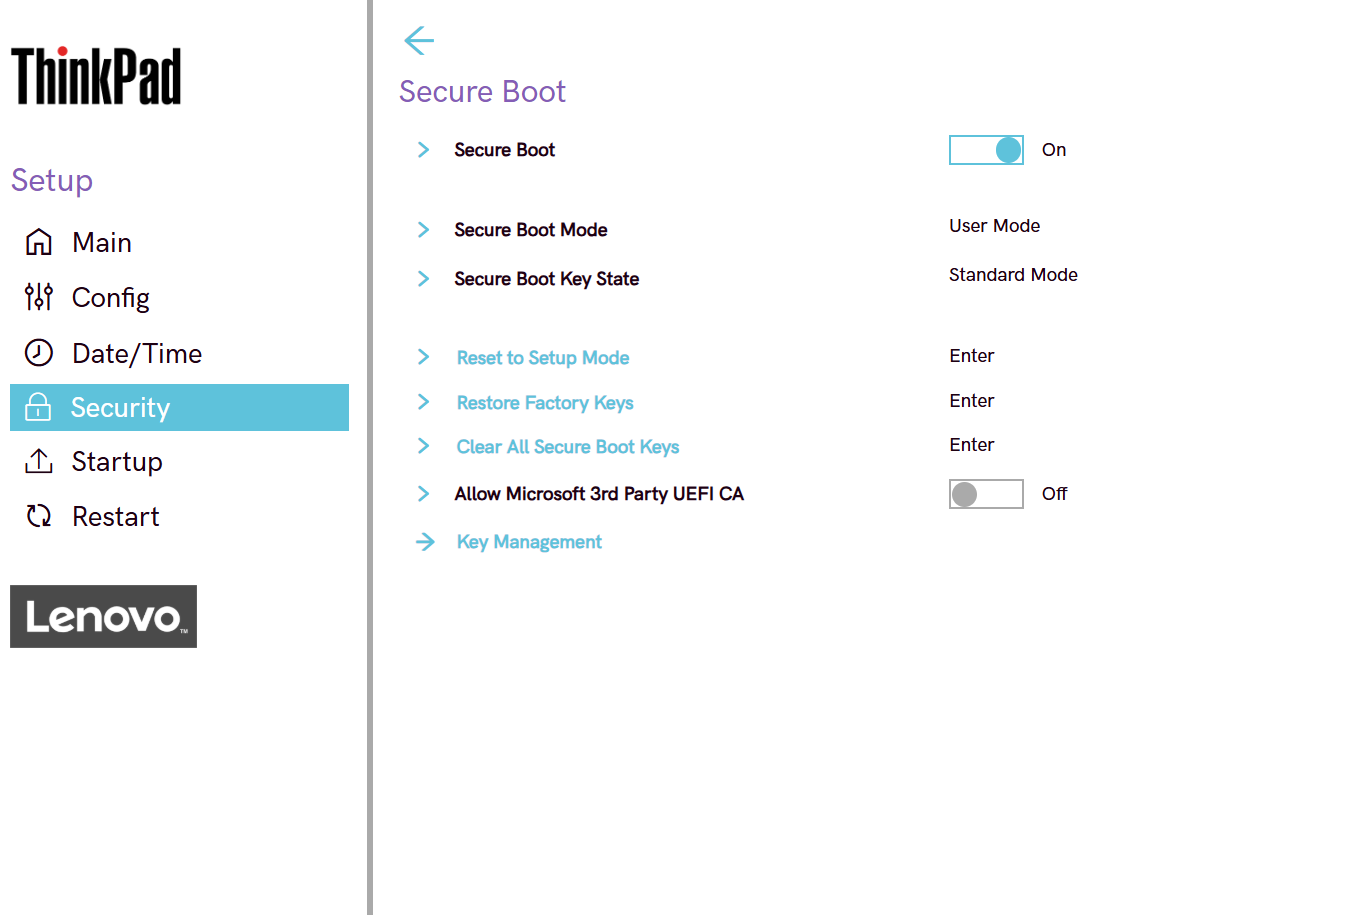 ThinkPad
Setup
Main
Config
Date/Time
Security
Startup
Restart
Lenovo™
Secure Boot
Secure Boot On
Secure Boot Mode User Mode
Secure Boot Key State Standard Mode
Reset to Setup Mode Enter
Restore Factory Keys Enter
Clear All Secure Boot Keys Enter
Allow Microsoft 3rd Party UEFI CA Off
Key Management